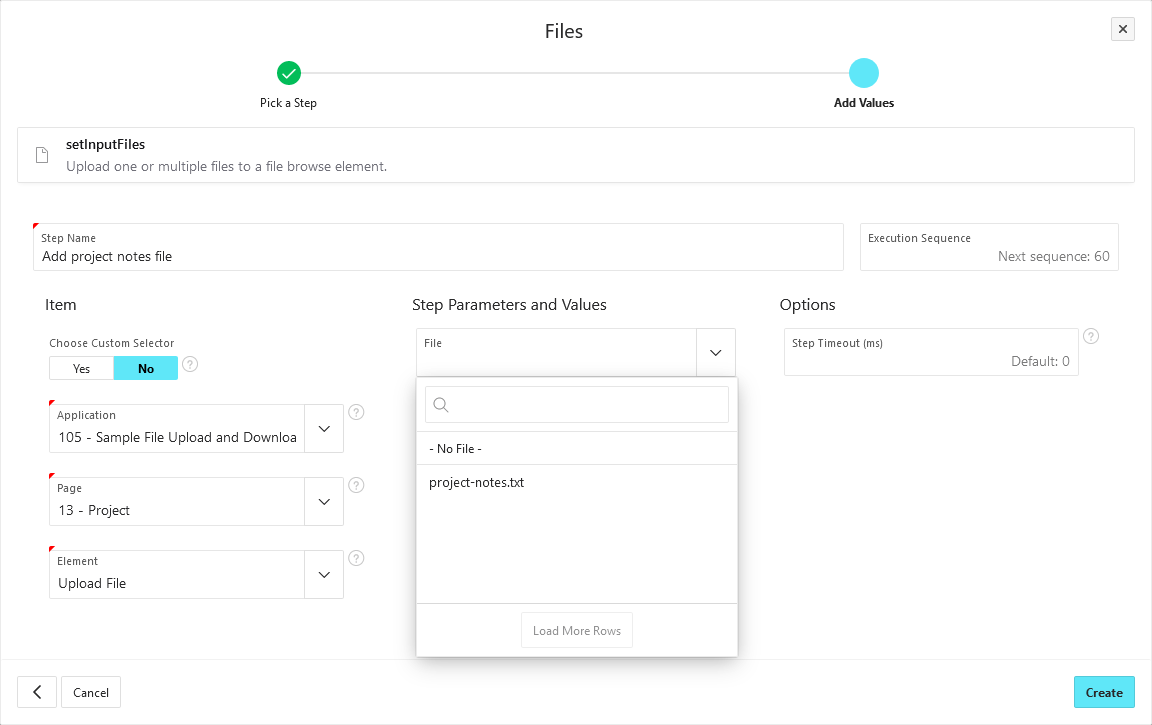 Files
Pick a Step
Add Values
setInputFiles
Upload one or multiple files to a file browse element.
Step Name
Add project notes file
Execution Sequence
Next sequence: 60
Item
Choose Custom Selector
Yes
No
Application
105 - Sample File Upload and Downloa
Page
13 - Project
Element
Upload File
Step Parameters and Values
File
- No File -
project-notes.txt
Load More Rows
Options
Step Timeout (ms)
Default: 0
Cancel
Create